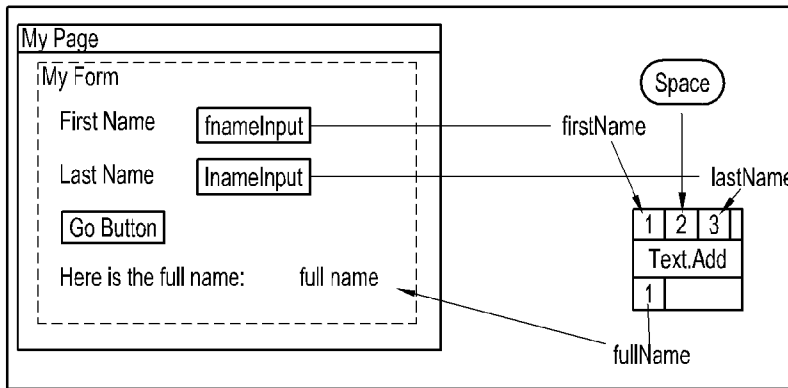 My Page
My Form
First Name
fnameInput
Last Name
lnameInput
Go Button
Here is the full name:
full name
Space
firstName
lastName
1 2 3
Text.Add
1
fullName